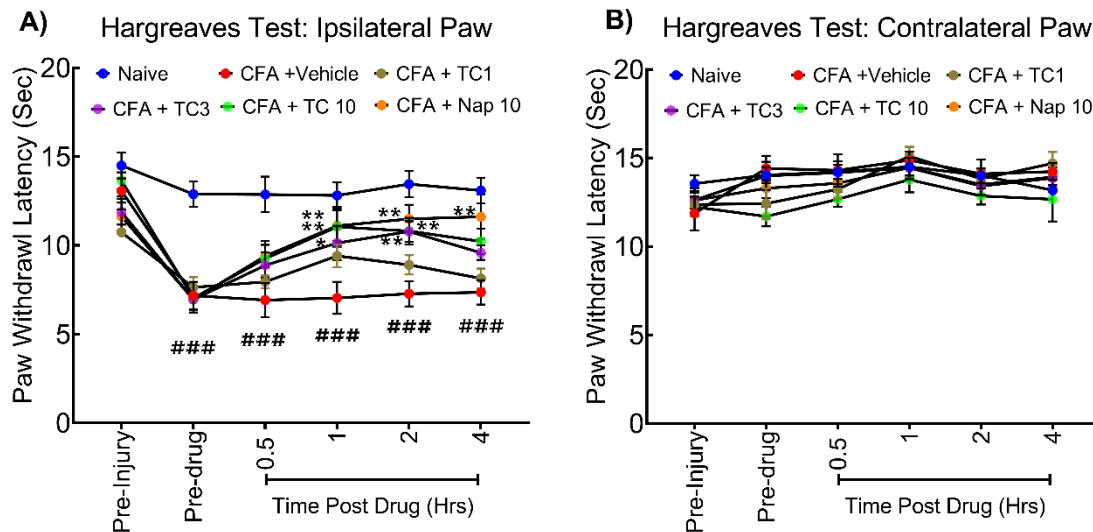 A)
Hargreaves Test: Ipsilateral Paw
Paw Withdrawl Latency (Sec)
20
15
10
5
0
Naive
CFA +Vehicle
CFA + TC1
CFA + TC3
CFA + TC 10
CFA + Nap 10
**
**
*
**
**
**
**
###
###
###
###
###
Pre-Injury
Pre-drug
0.5
1
2
4
Time Post Drug (Hrs)
B)
Hargreaves Test: Contralateral Paw
Paw Withdrawl Latency (Sec)
20
15
10
5
0
Naive
CFA +Vehicle
CFA + TC1
CFA + TC3
CFA + TC 10
CFA + Nap 10
Pre-Injury
Pre-drug
0.5
1
2
4
Time Post Drug (Hrs)